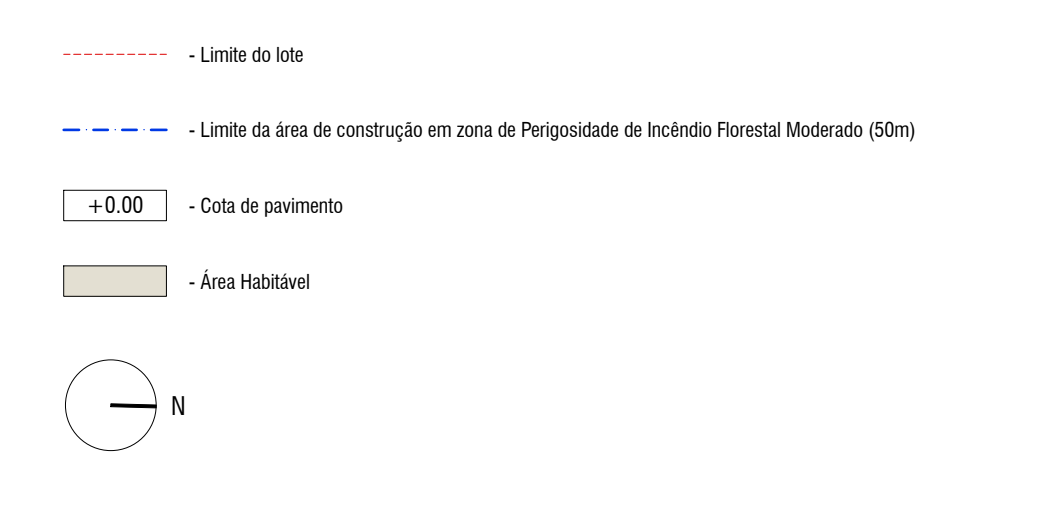 - Limite do lote
- Limite da área de construção em zona de Perigosidade de Incêndio Florestal Moderado (50m)
+0.00 - Cota de pavimento
- Área Habitável
N